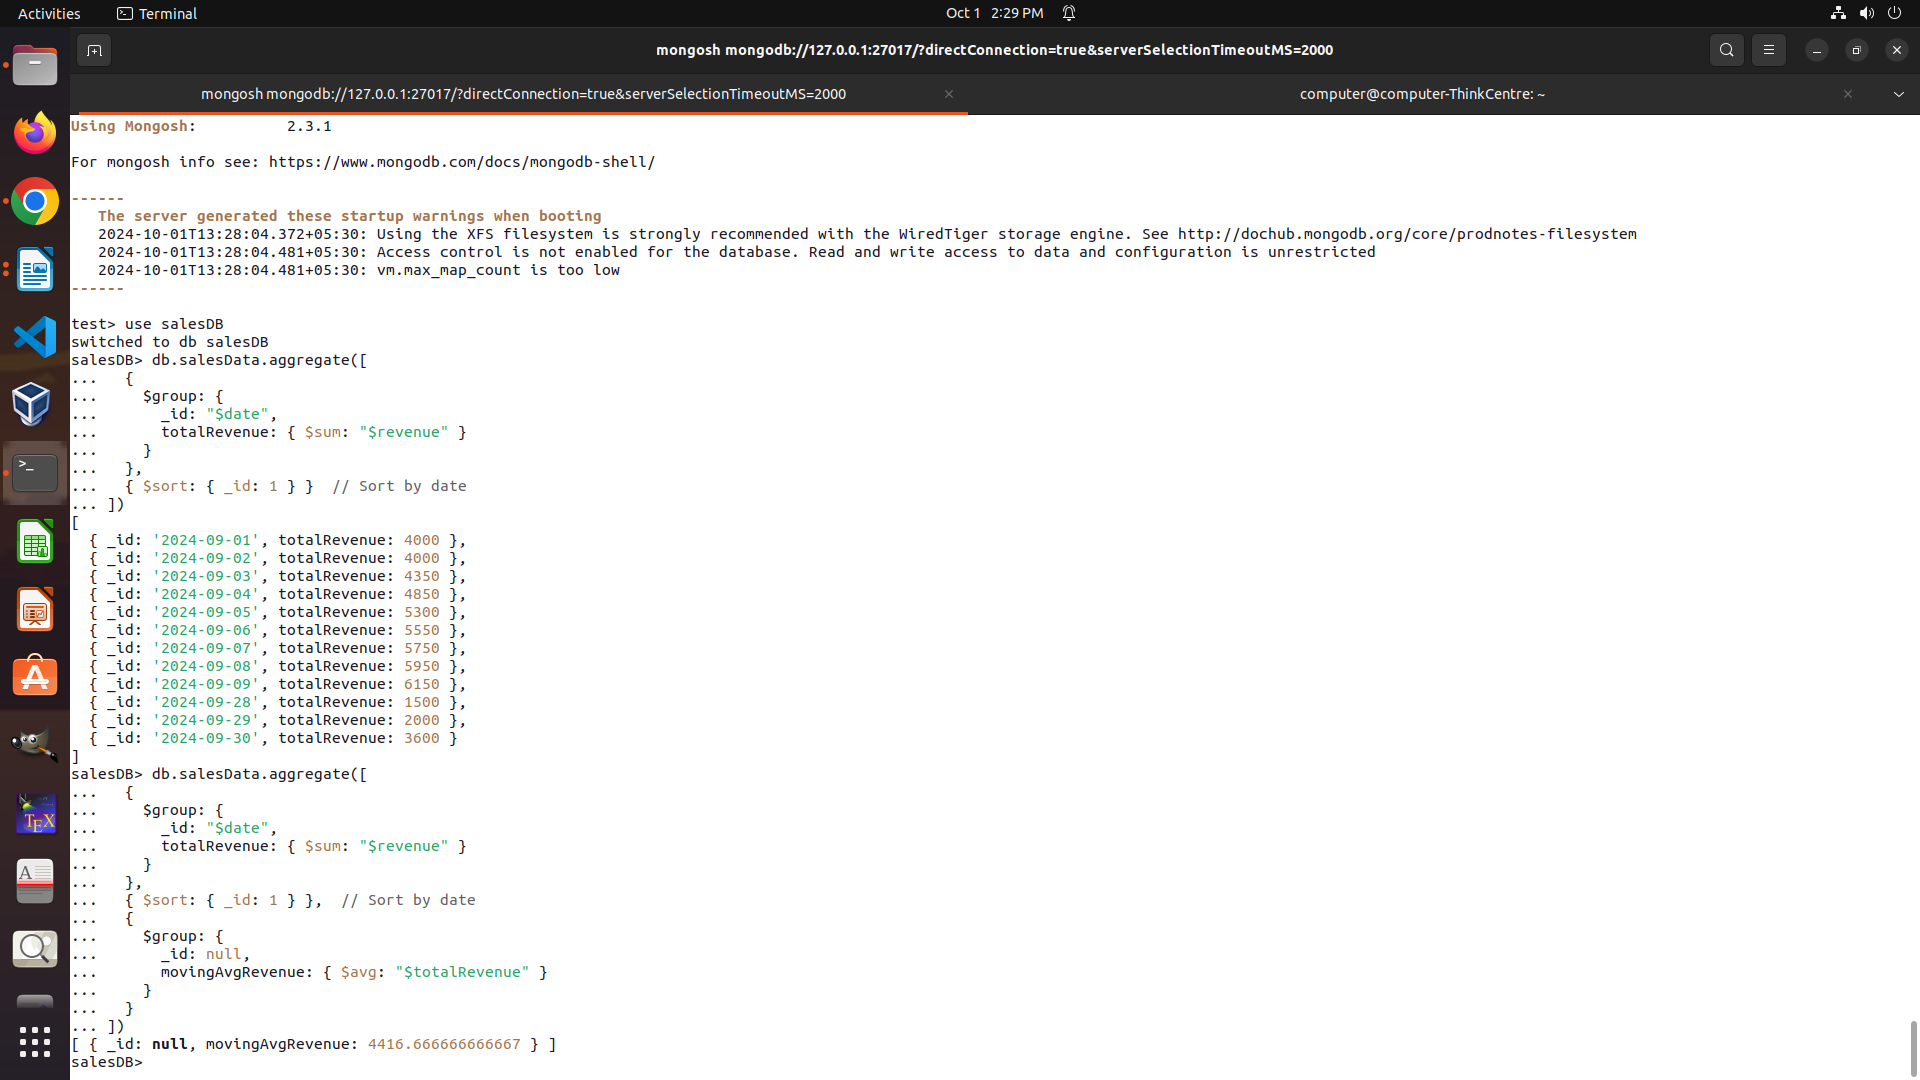 Activities Terminal Oct 1 2:29 PM
mongosh mongodb://127.0.0.1:27017/?directConnection=true&serverSelectionTimeoutMS=2000
mongosh mongodb://127.0.0.1:27017/?directConnection=true&serverSelectionTimeoutMS=2000 computer@computer-ThinkCentre: ~
Using Mongosh:          2.3.1

For mongosh info see: https://www.mongodb.com/docs/mongodb-shell/

------
   The server generated these startup warnings when booting
   2024-10-01T13:28:04.372+05:30: Using the XFS filesystem is strongly recommended with the WiredTiger storage engine. See http://dochub.mongodb.org/core/prodnotes-filesystem
   2024-10-01T13:28:04.481+05:30: Access control is not enabled for the database. Read and write access to data and configuration is unrestricted
   2024-10-01T13:28:04.481+05:30: vm.max_map_count is too low
------

test> use salesDB
switched to db salesDB
salesDB> db.salesData.aggregate([
...   {
...     $group: {
...       _id: "$date",
...       totalRevenue: { $sum: "$revenue" }
...     }
...   },
...   { $sort: { _id: 1 } }  // Sort by date
... ])
[
  { _id: '2024-09-01', totalRevenue: 4000 },
  { _id: '2024-09-02', totalRevenue: 4000 },
  { _id: '2024-09-03', totalRevenue: 4350 },
  { _id: '2024-09-04', totalRevenue: 4850 },
  { _id: '2024-09-05', totalRevenue: 5300 },
  { _id: '2024-09-06', totalRevenue: 5550 },
  { _id: '2024-09-07', totalRevenue: 5750 },
  { _id: '2024-09-08', totalRevenue: 5950 },
  { _id: '2024-09-09', totalRevenue: 6150 },
  { _id: '2024-09-28', totalRevenue: 1500 },
  { _id: '2024-09-29', totalRevenue: 2000 },
  { _id: '2024-09-30', totalRevenue: 3600 }
]
salesDB> db.salesData.aggregate([
...   {
...     $group: {
...       _id: "$date",
...       totalRevenue: { $sum: "$revenue" }
...     }
...   },
...   { $sort: { _id: 1 } },  // Sort by date
...   {
...     $group: {
...       _id: null,
...       movingAvgRevenue: { $avg: "$totalRevenue" }
...     }
...   }
... ])
[ { _id: null, movingAvgRevenue: 4416.666666666667 } ]
salesDB>